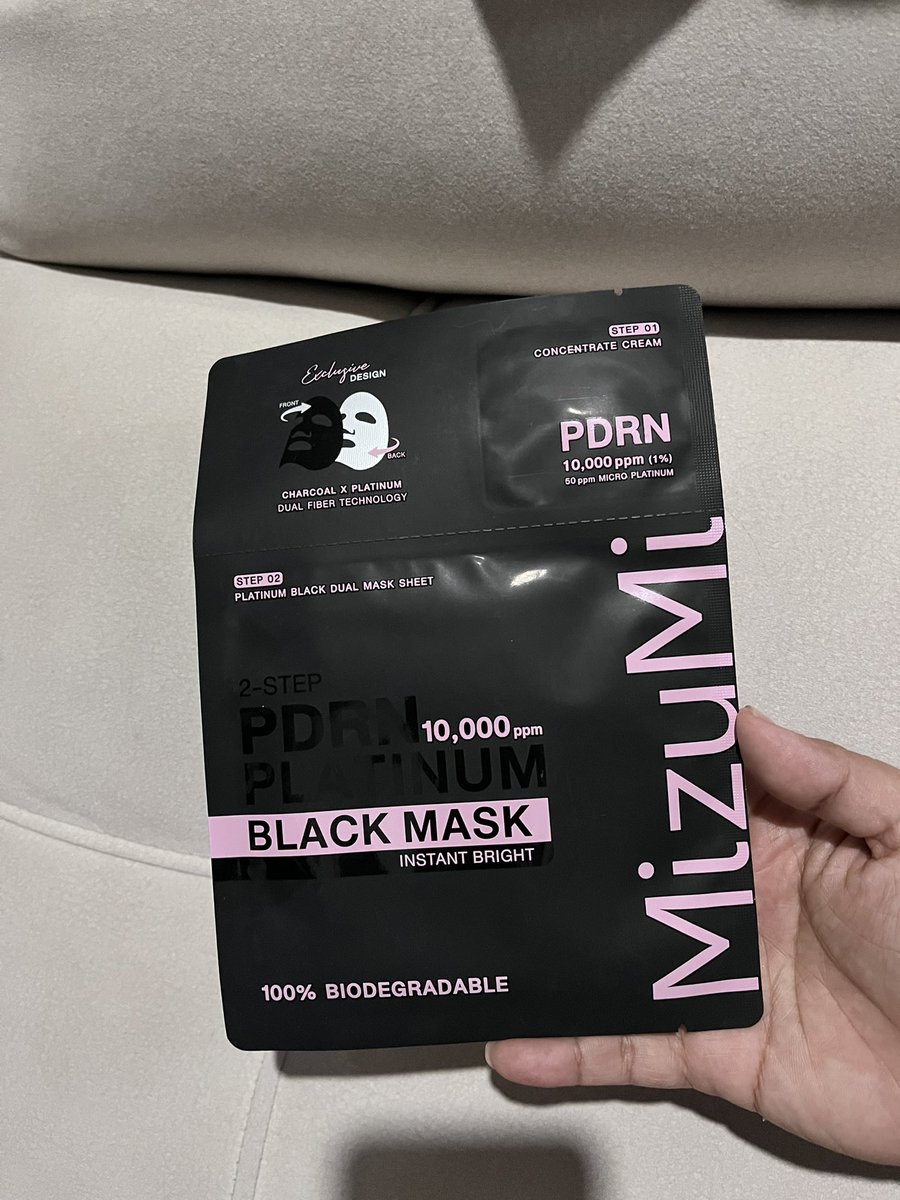 Exclusive
DESIGN
FRONT
BACK
CHARCOAL X PLATINUM
DUAL FIBER TECHNOLOGY
STEP 01
CONCENTRATE CREAM
PDRN
10,000 ppm (1%)
50 ppm MICRO PLATINUM
STEP 02
PLATINUM BLACK DUAL MASK SHEET
2-STEP
PDRN 10,000 ppm
PLATINUM
BLACK MASK
INSTANT BRIGHT
100% BIODEGRADABLE
MizuMi